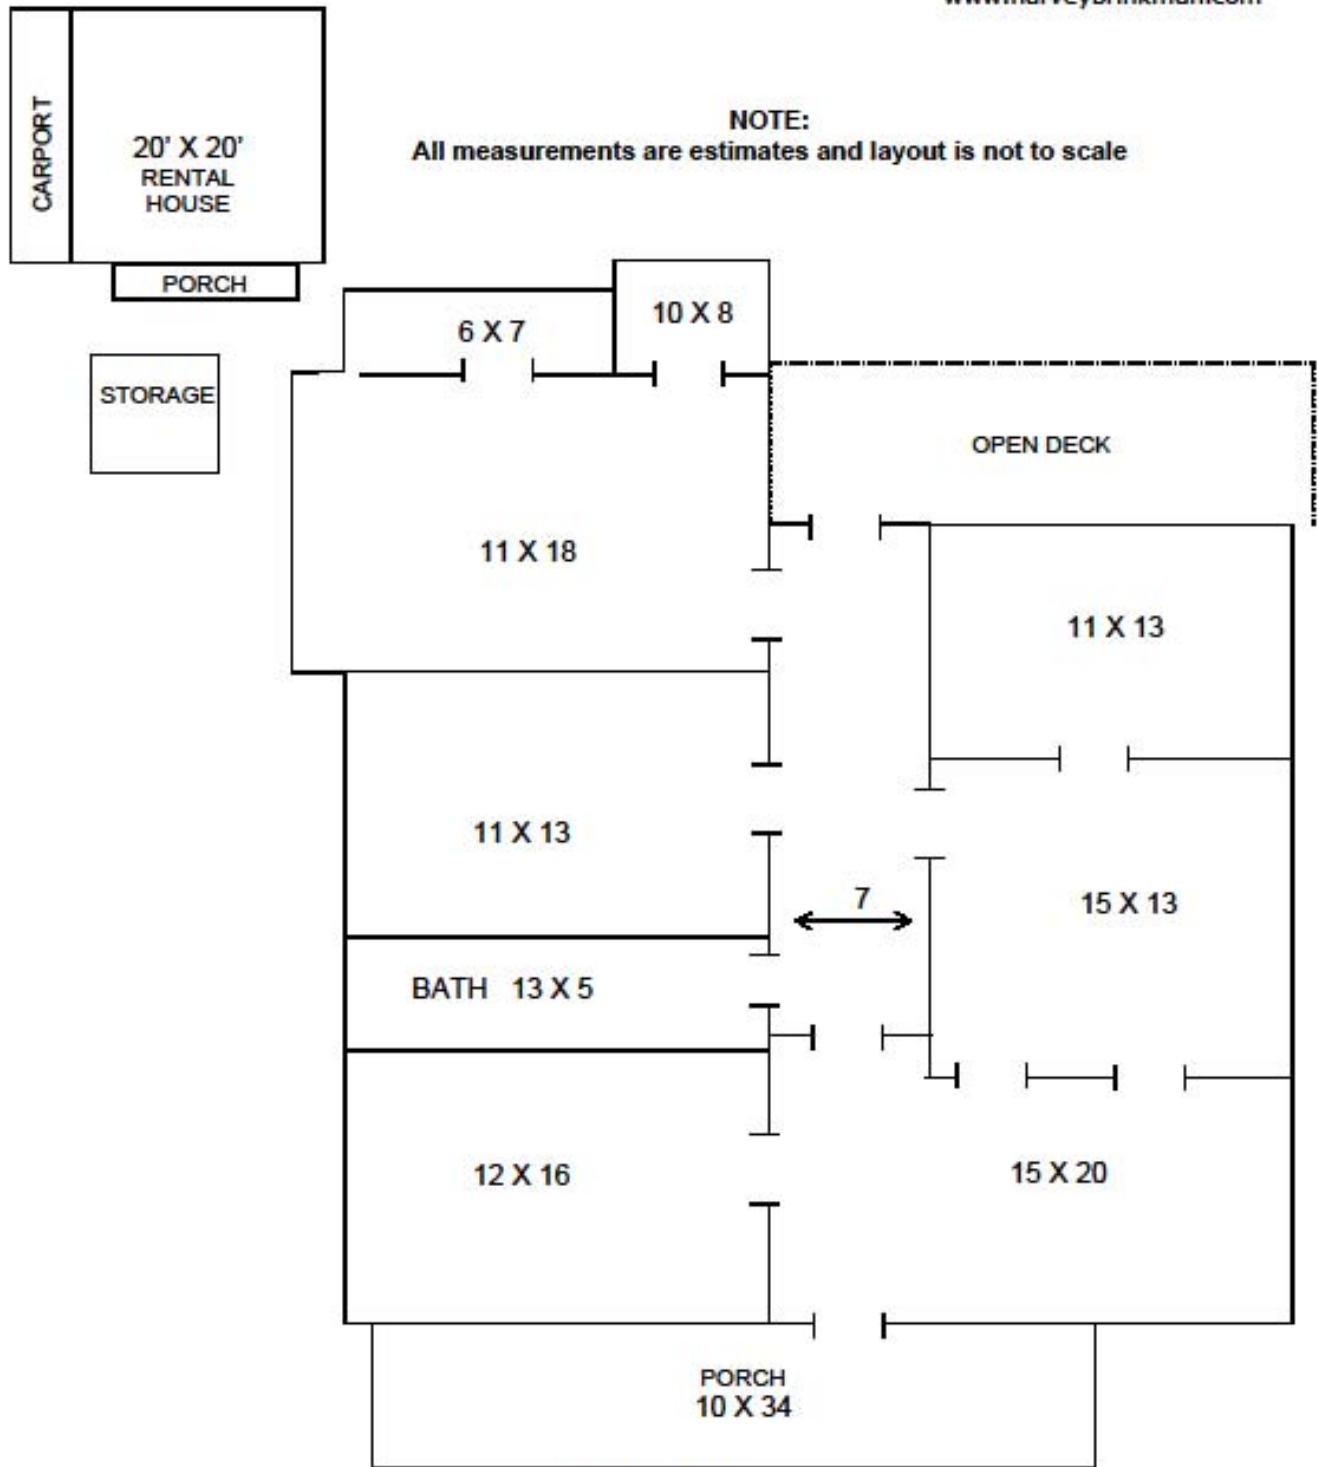 CARPORT
20' X 20'
RENTAL
HOUSE
PORCH
NOTE:
All measurements are estimates and layout is not to scale
STORAGE
6 X 7
10 X 8
OPEN DECK
11 X 18
11 X 13
11 X 13
7
15 X 13
BATH 13 X 5
12 X 16
15 X 20
PORCH
10 X 34